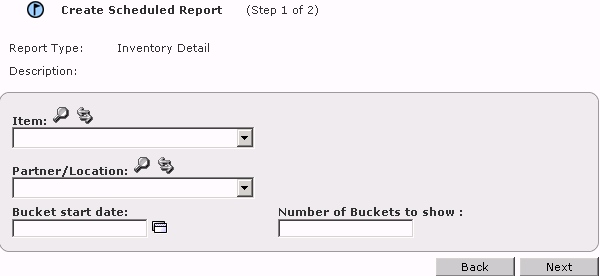 Create Scheduled Report (Step 1 of 2)
Report Type: Inventory Detail
Description:
Item:
Partner/Location:
Bucket start date: Number of Buckets to show :
Back Next